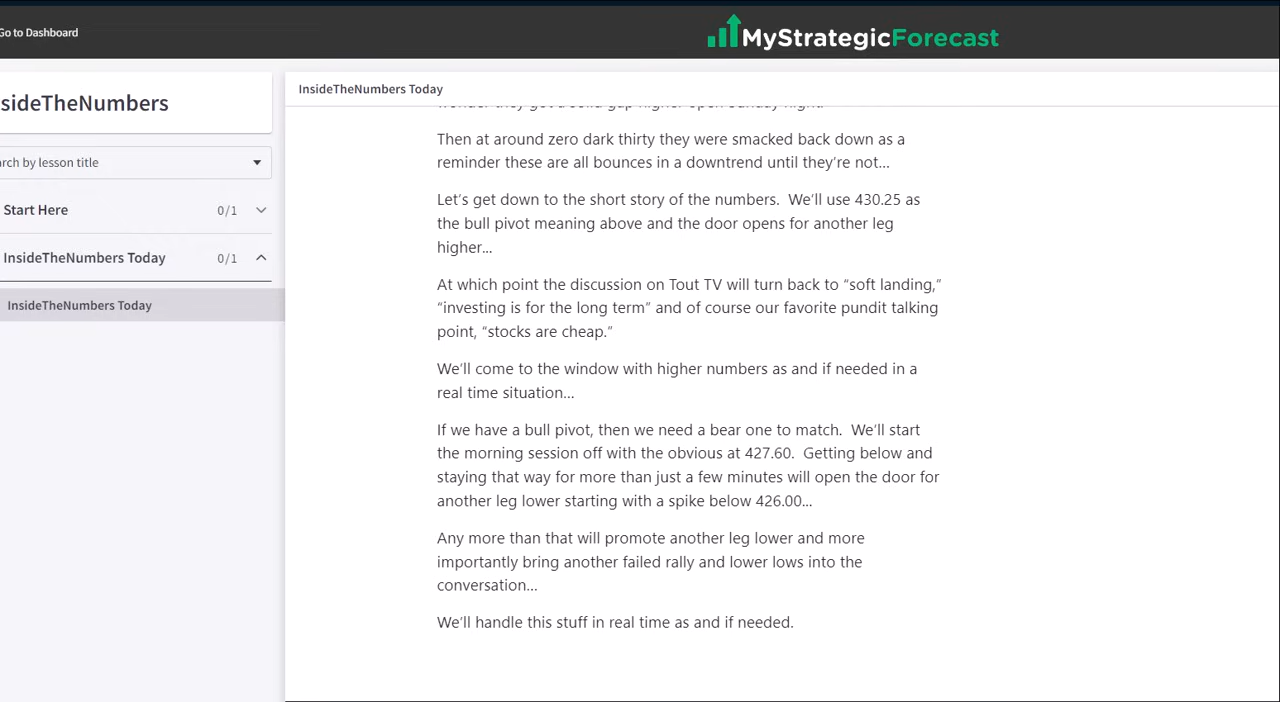 Go to Dashboard
MyStrategicForecast
sideTheNumbers
rch by lesson title
Start Here 0/1
InsideTheNumbers Today 0/1
InsideTheNumbers Today
InsideTheNumbers Today
Then at around zero dark thirty they were smacked back down as a
reminder these are all bounces in a downtrend until they're not...
Let's get down to the short story of the numbers.  We'll use 430.25 as
the bull pivot meaning above and the door opens for another leg
higher...
At which point the discussion on Tout TV will turn back to “soft landing,”
“investing is for the long term” and of course our favorite pundit talking
point, “stocks are cheap.”
We'll come to the window with higher numbers as and if needed in a
real time situation...
If we have a bull pivot, then we need a bear one to match.  We'll start
the morning session off with the obvious at 427.60.  Getting below and
staying that way for more than just a few minutes will open the door for
another leg lower starting with a spike below 426.00...
Any more than that will promote another leg lower and more
importantly bring another failed rally and lower lows into the
conversation...
We'll handle this stuff in real time as and if needed.